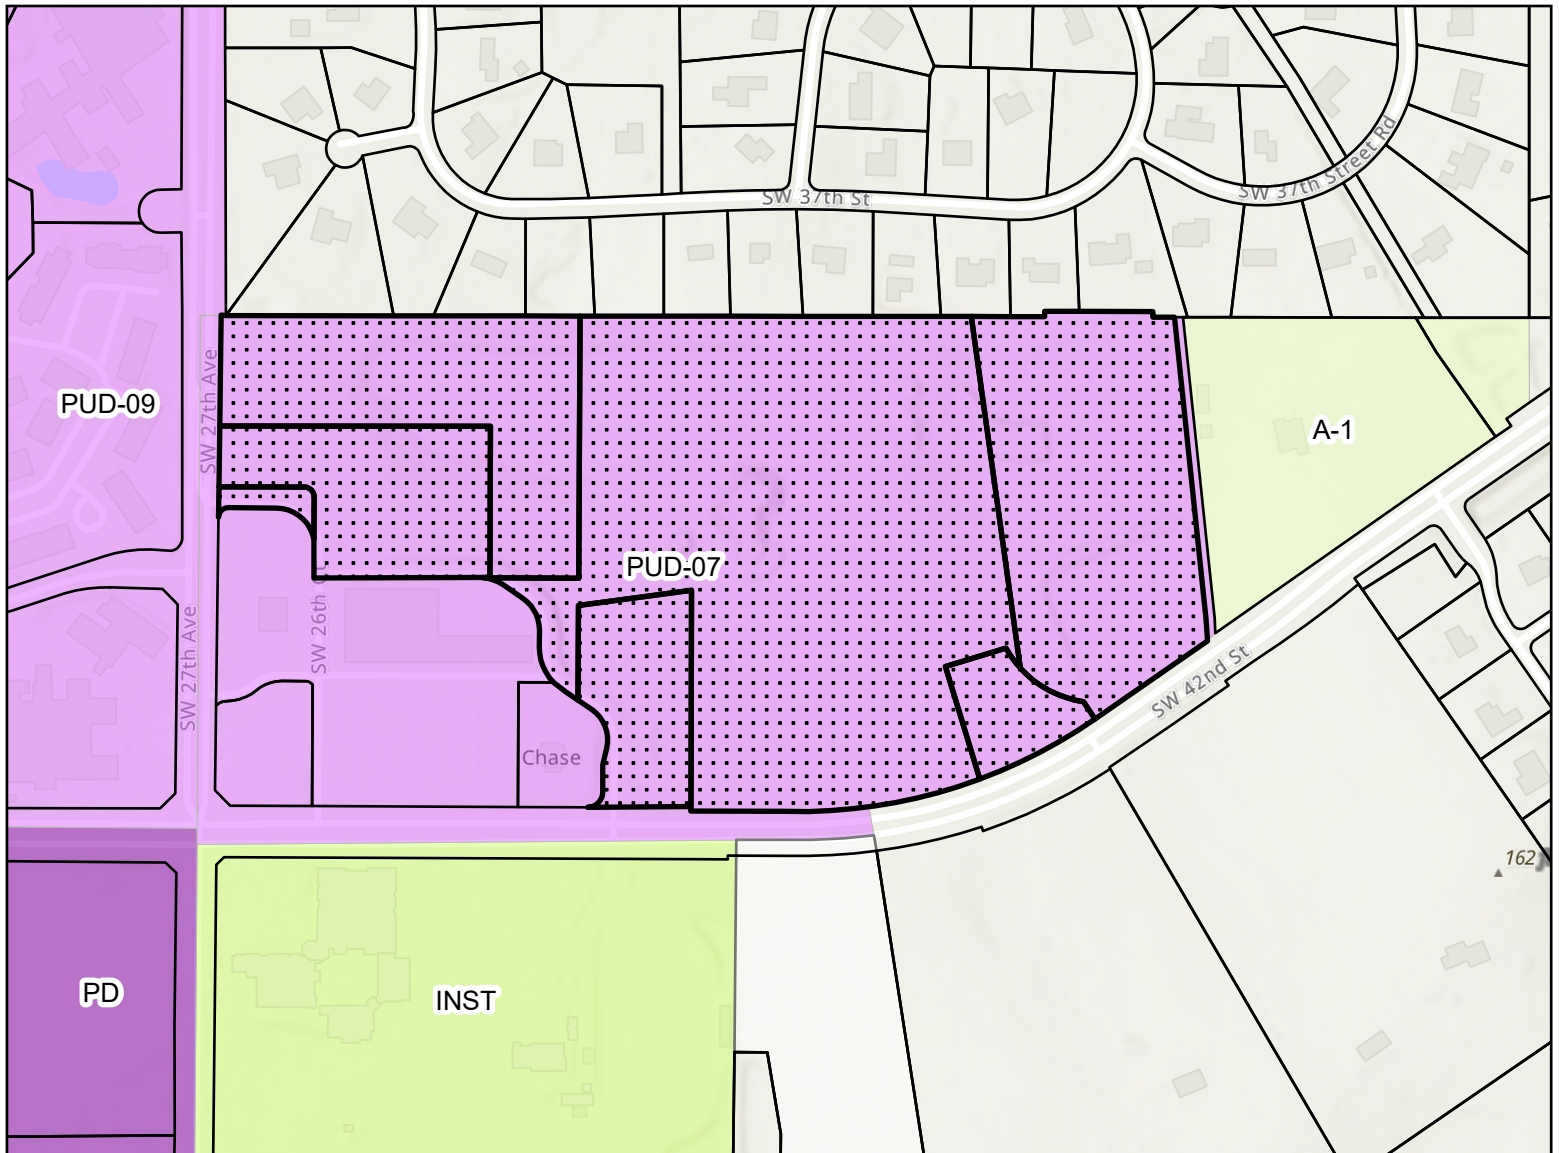 SW 37th St
SW 37th Street Rd
SW 27th Ave
PUD-09
A-1
PUD-07
SW 26th
SW 27th Ave
SW 42nd St
Chase
162
PD
INST